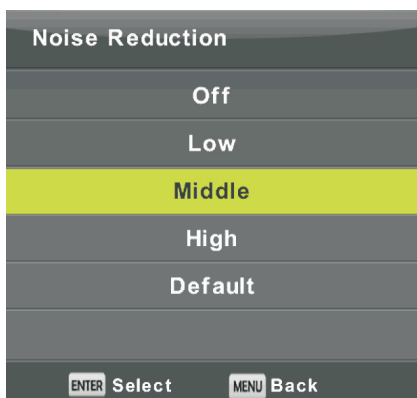 Noise Reduction
Off
Low
Middle
High
Default
ENTER Select MENU Back